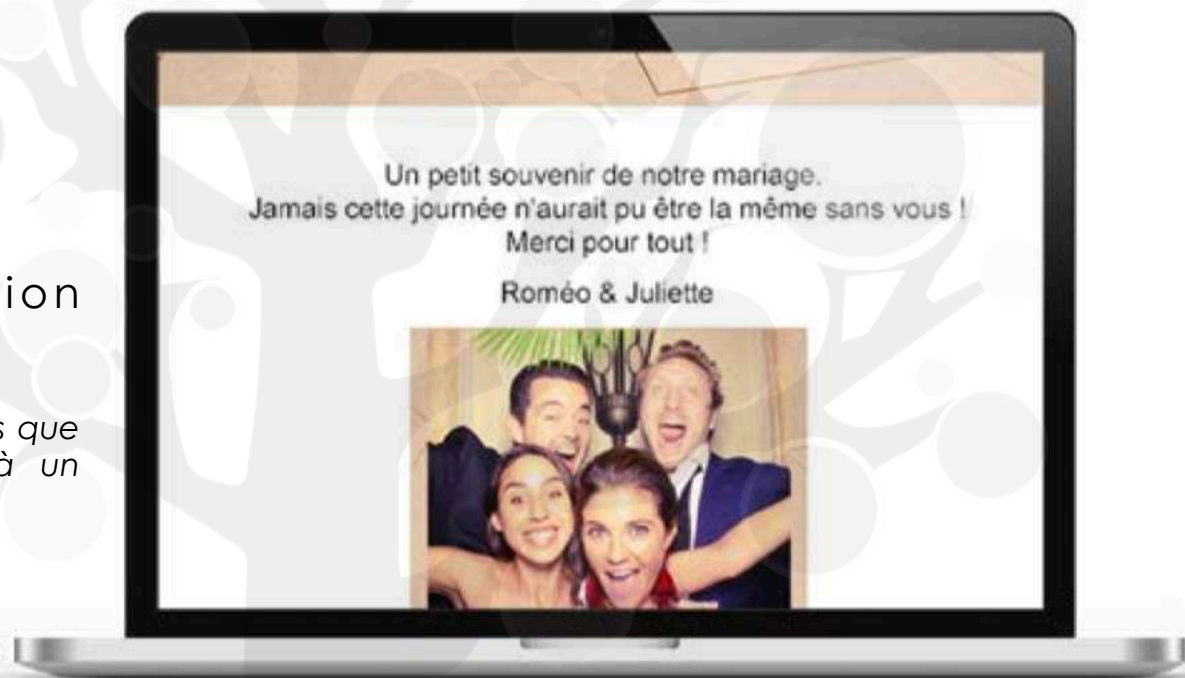 ion
s que
à un
Un petit souvenir de notre mariage.
Jamais cette journée n'aurait pu être la même sans vous !
Merci pour tout !
Roméo & Juliette